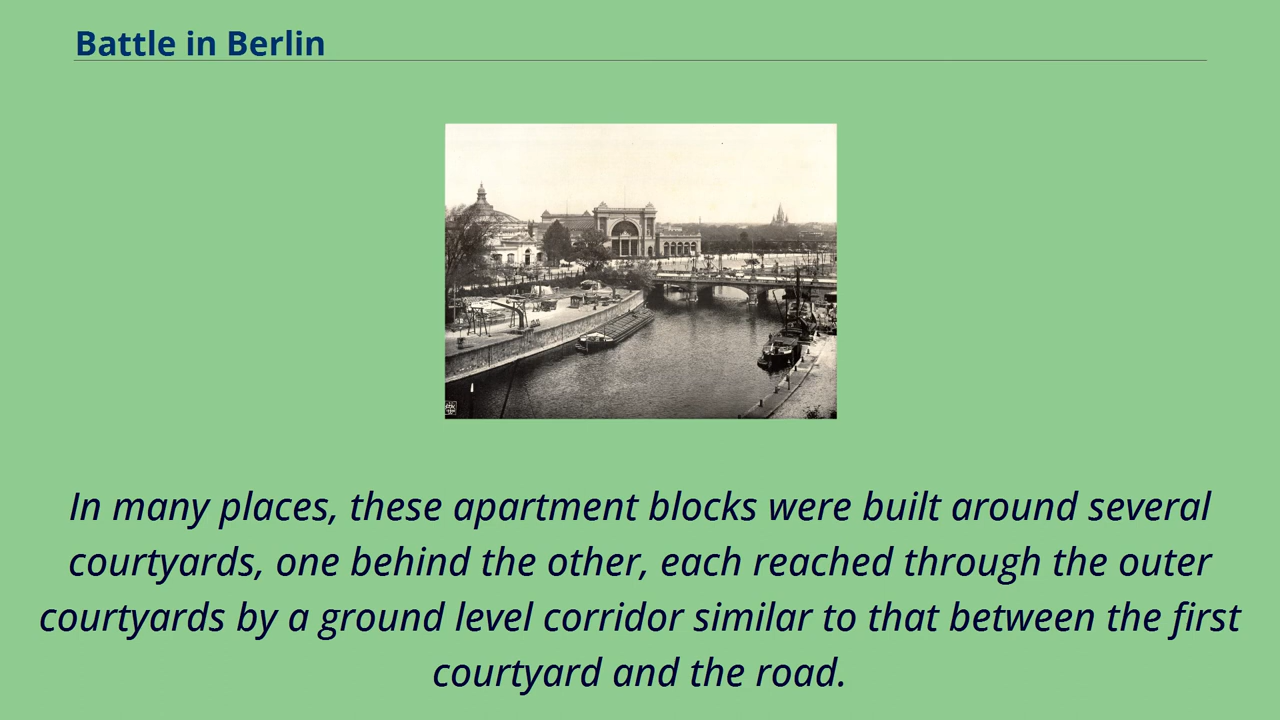 Battle in Berlin
In many places, these apartment blocks were built around several
courtyards, one behind the other, each reached through the outer
courtyards by a ground level corridor similar to that between the first
courtyard and the road.